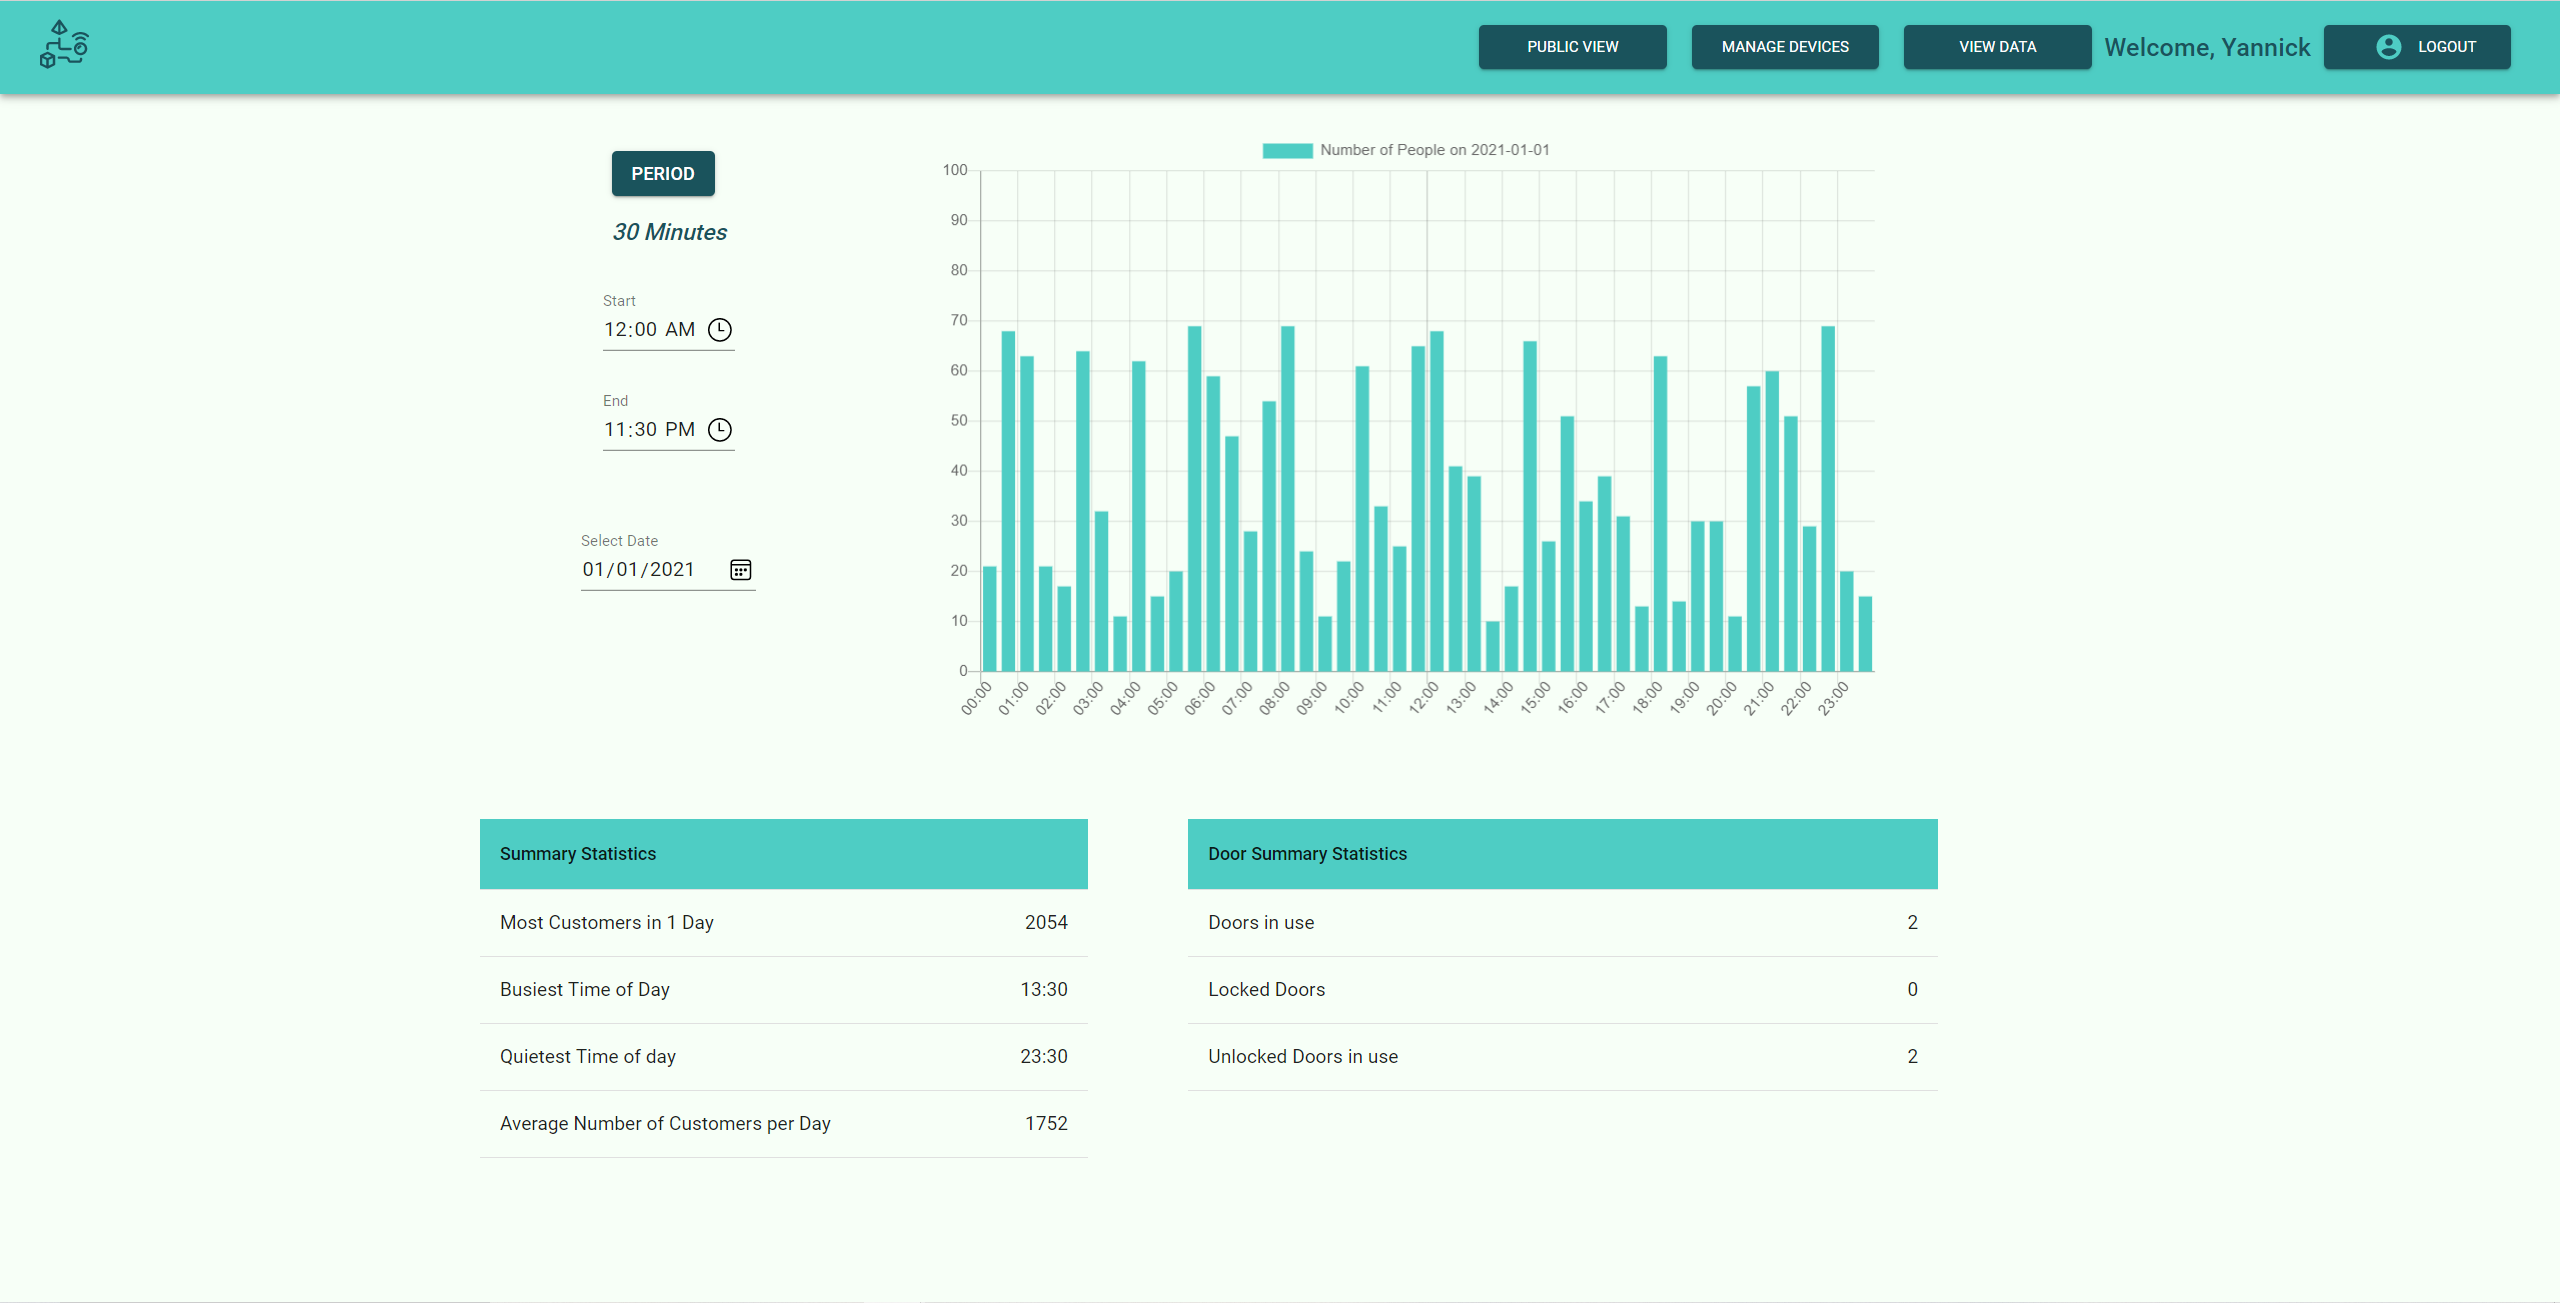 PUBLIC VIEW
MANAGE DEVICES
VIEW DATA
Welcome, Yannick
LOGOUT
PERIOD
30 Minutes
Start
12:00 AM
End
11:30 PM
Select Date
01/01/2021
Number of People on 2021-01-01
100
90
80
70
60
50
40
30
20
10
0
00:00
01:00
02:00
03:00
04:00
05:00
06:00
07:00
08:00
09:00
10:00
11:00
12:00
13:00
14:00
15:00
16:00
17:00
18:00
19:00
20:00
21:00
22:00
23:00
Summary Statistics
Most Customers in 1 Day 2054
Busiest Time of Day 13:30
Quietest Time of day 23:30
Average Number of Customers per Day 1752
Door Summary Statistics
Doors in use 2
Locked Doors 0
Unlocked Doors in use 2